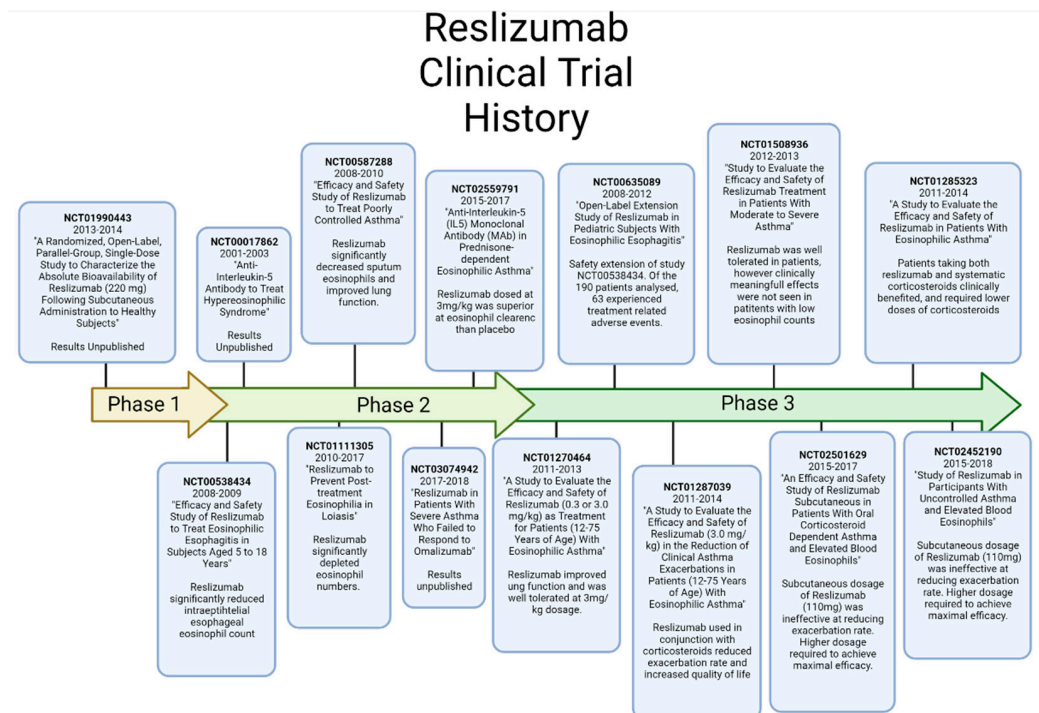 Reslizumab
Clinical Trial
History
NCT01990443
2013-2014
"A Randomized, Open-Label,
Parallel-Group, Single-Dose
Study to Characterize the
Absolute Bioavailability of
Reslizumab (220 mg)
Following Subcutaneous
Administration to Healthy
Subjects"
Results Unpublished
NCT00017862
2001-2003
"Anti-
Interleukin-5
Antibody to Treat
Hypereosinophilic
Syndrome"
Results
Unpublished
NCT00587288
2008-2010
"Efficacy and Safety
Study of Reslizumab
to Treat Poorly
Controlled Asthma"
Reslizumab
significantly
decreased sputum
eosinophils and
improved lung
function.
NCT02559791
2015-2017
"Anti-Interleukin-5
(IL5) Monoclonal
Antibody (MAb) in
Prednisone-
dependent
Eosinophilic Asthma"
Reslizumab dosed at
3mg/kg was superior
at eosinophil clearenc
than placebo
NCT00635089
2008-2012
"Open-Label Extension
Study of Reslizumab in
Pediatric Subjects With
Eosinophilic Esophagitis"
Safety extension of study
NCT00538434. Of the
190 patients analysed,
63 experienced
treatment related
adverse events.
NCT01508936
2012-2013
"Study to Evaluate the
Efficacy and Safety of
Reslizumab Treatment
in Patients With
Moderate to Severe
Asthma"
Reslizumab was well
tolerated in patients,
however clinically
meaningfull effects
were not seen in
patitents with low
eosinophil counts
NCT01285323
2011-2014
"A Study to Evaluate the
Efficacy and Safety of
Reslizumab in Patients With
Eosinophilic Asthma"
Patients taking both
reslizumab and systematic
corticosteroids clinically
benefited, and required lower
doses of corticosteroids
Phase 1
Phase 2
Phase 3
NCT00538434
2008-2009
"Efficacy and Safety
Study of Reslizumab
to Treat Eosinophilic
Esophagitis in
Subjects Aged 5 to 18
Years"
Reslizumab
significantly reduced
intraeptihtelial
esophageal
eosinophil count
NCT01111305
2010-2017
"Reslizumab to
Prevent Post-
treatment
Eosinophilia in
Loiasis"
Reslizumab
significantly
depleted eosinophil
numbers.
NCT03074942
2017-2018
"Reslizumab in
Patients With
Severe Asthma
Who Failed to
Respond to
Omalizumab"
Results
unpublished
NCT01270464
2011-2013
"A Study to Evaluate the
Efficacy and Safety of
Reslizumab (0.3 or 3.0
mg/kg) as Treatment
for Patients (12-75
Years of Age) With
Eosinophilic Asthma"
Reslizumab improved
lung function and was
well tolerated at 3mg/
kg dosage.
NCT01287039
2011-2014
"A Study to Evaluate the
Efficacy and Safety of
Reslizumab (3.0 mg/
kg) in the Reduction of
Clinical Asthma
Exacerbations in
Patients (12-75 Years
of Age) With
Eosinophilic Asthma"
Reslizumab used in
conjunction with
corticosteroids reduced
exacerbation rate and
increased quality of life
NCT02501629
2015-2017
"An Efficacy and Safety
Study of Reslizumab
Subcutaneous in
Patients With Oral
Corticosteroid
Dependent Asthma
and Elevated Blood
Eosinophils"
Subcutaneous dosage
of Reslizumab
(110mg) was
ineffective at reducing
exacerbation rate.
Higher dosage
required to achieve
maximal efficacy.
NCT02452190
2015-2018
"Study of Reslizumab in
Participants With
Uncontrolled Asthma
and Elevated Blood
Eosinophils"
Subcutaneous dosage
of Reslizumab (110mg)
was ineffective at
reducing exacerbation
rate. Higher dosage
required to achieve
maximal efficacy.